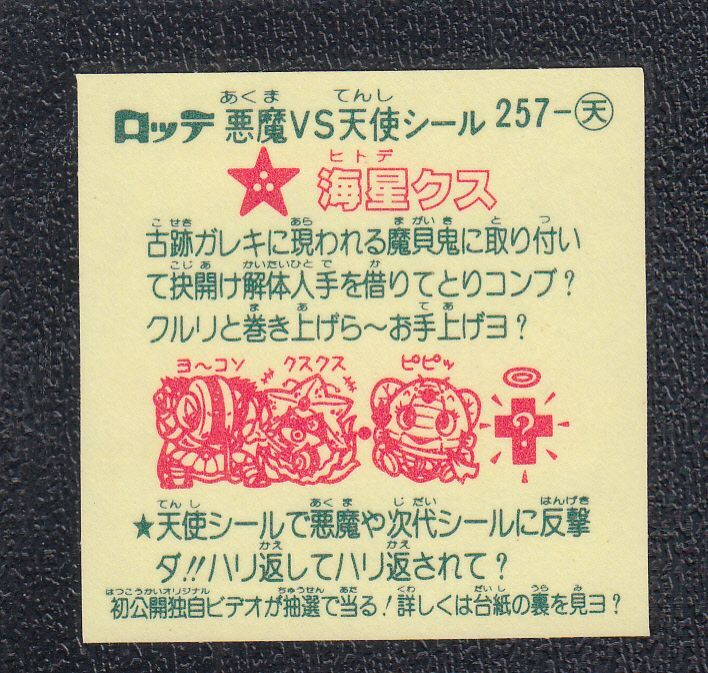 ロッテ 悪魔VS天使シール 257-天
海星クス
古跡ガレキに現われる魔貝鬼に取り付い
て抉開け解体人手を借りてとりコンブ?
クルリと巻き上げら〜お手上げヨ?
ヨ〜コソ クスクス ピピッ
?
★天使シールで悪魔や次代シールに反撃
ダ!!ハリ返してハリ返されて?
初公開独自ビデオが抽選で当る!詳しくは台紙の裏を見ヨ?